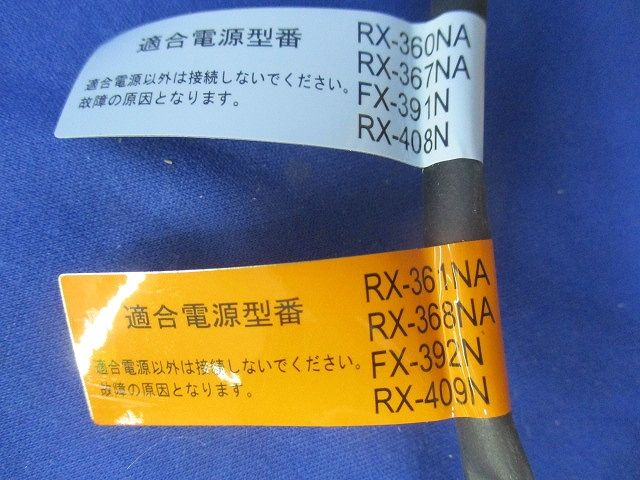 適合電源型番
RX-360NA
RX-367NA
FX-391N
RX-408N
適合電源以外は接続しないでください。
故障の原因となります。
適合電源型番
RX-361NA
RX-368NA
FX-392N
RX-409N
適合電源以外は接続しないでください。
故障の原因となります。